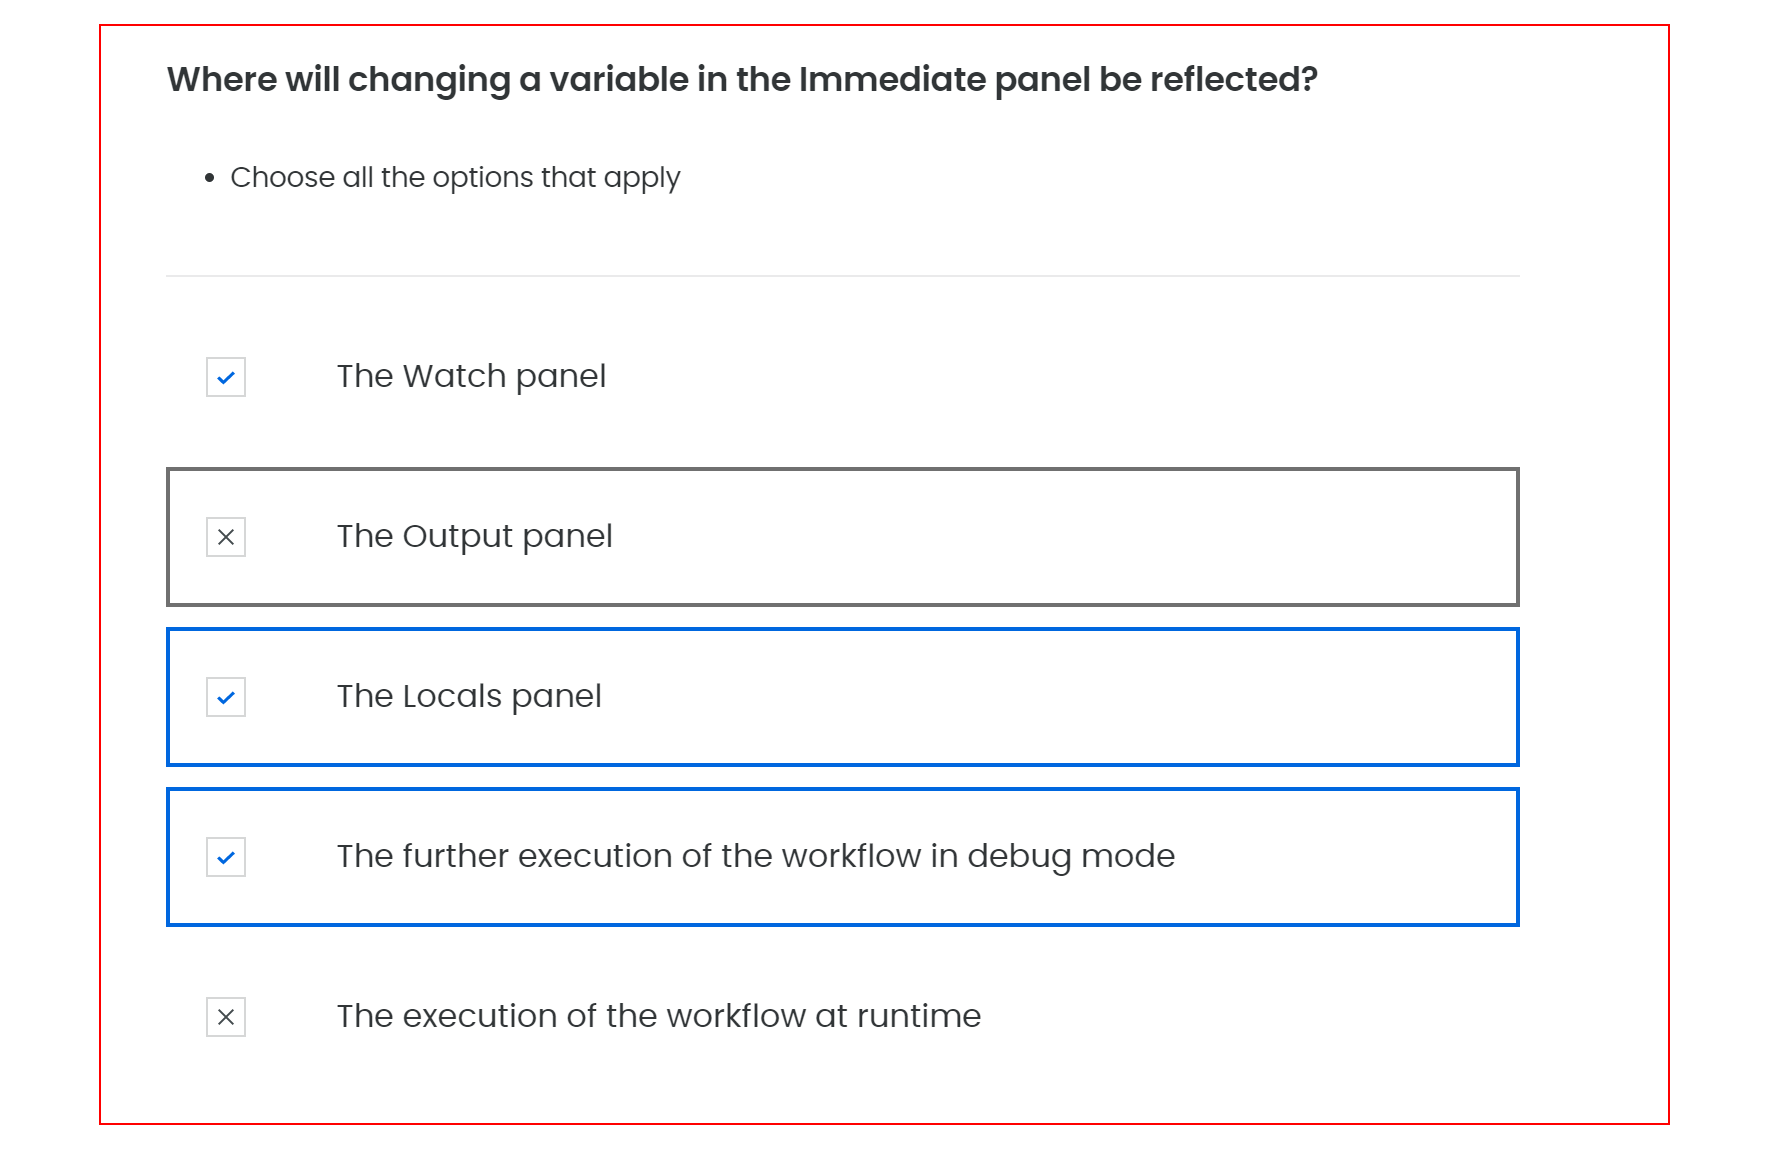 Where will changing a variable in the Immediate panel be reflected?
• Choose all the options that apply
The Watch panel
The Output panel
The Locals panel
The further execution of the workflow in debug mode
The execution of the workflow at runtime